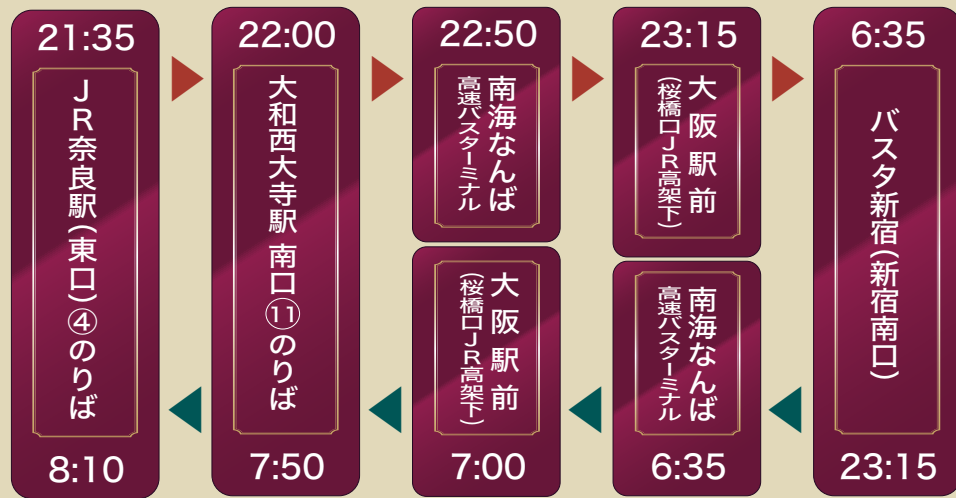 21:35
JR奈良駅(東口)④のりば
8:10
22:00
大和西大寺駅 南口⑪のりば
7:50
22:50
南海なんば
高速バスターミナル
大阪駅前
(桜橋口JR高架下)
7:00
23:15
大阪駅前
(桜橋口JR高架下)
南海なんば
高速バスターミナル
6:35
6:35
バスタ新宿(新宿南口)
23:15